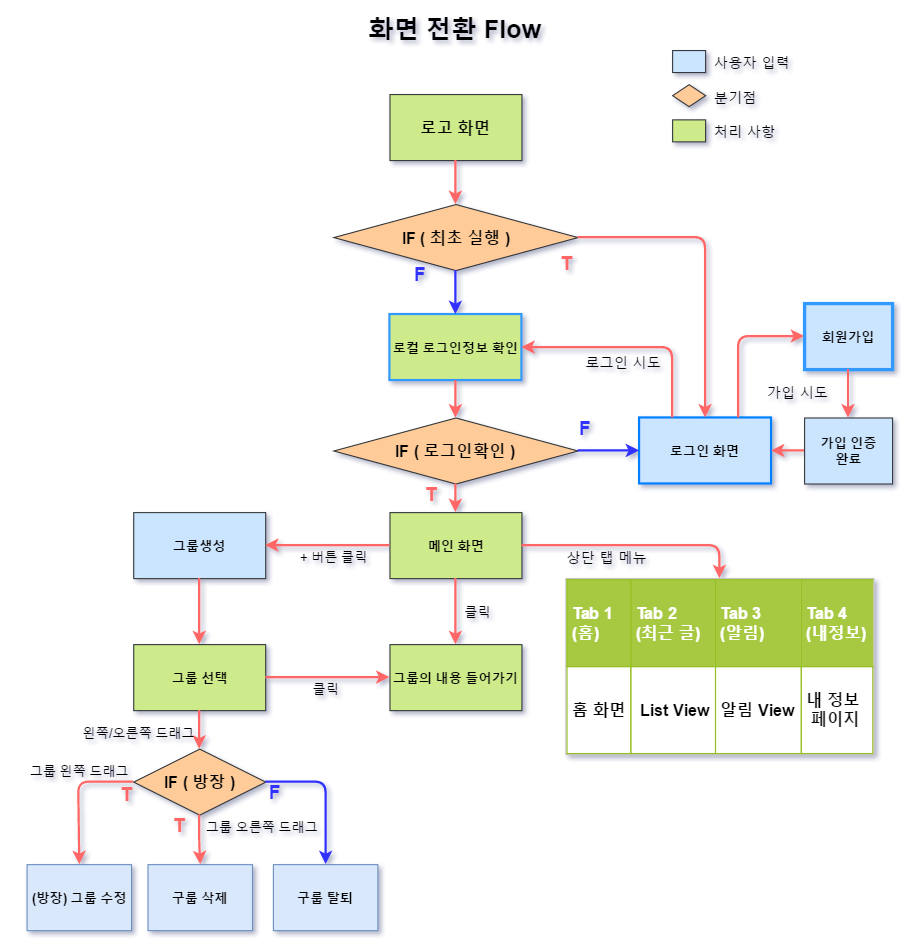 화면 전환 Flow
사용자 입력
분기점
처리 사항
로고 화면
IF ( 최초 실행 )
F
T
로컬 로그인정보 확인
로그인 시도
회원가입
가입 시도
IF ( 로그인확인 )
F
T
로그인 화면
가입 인증
완료
그룹생성
+ 버튼 클릭
메인 화면
상단 탭 메뉴
클릭
Tab 1
(홈)
Tab 2
(최근 글)
Tab 3
(알림)
Tab 4
(내정보)
홈 화면
List View
알림 View
내 정보
페이지
그룹 선택
클릭
그룹의 내용 들어가기
왼쪽/오른쪽 드래그
그룹 왼쪽 드래그
IF ( 방장 )
T
F
T
그룹 오른쪽 드래그
(방장) 그룹 수정
구룹 삭제
구룹 탈퇴